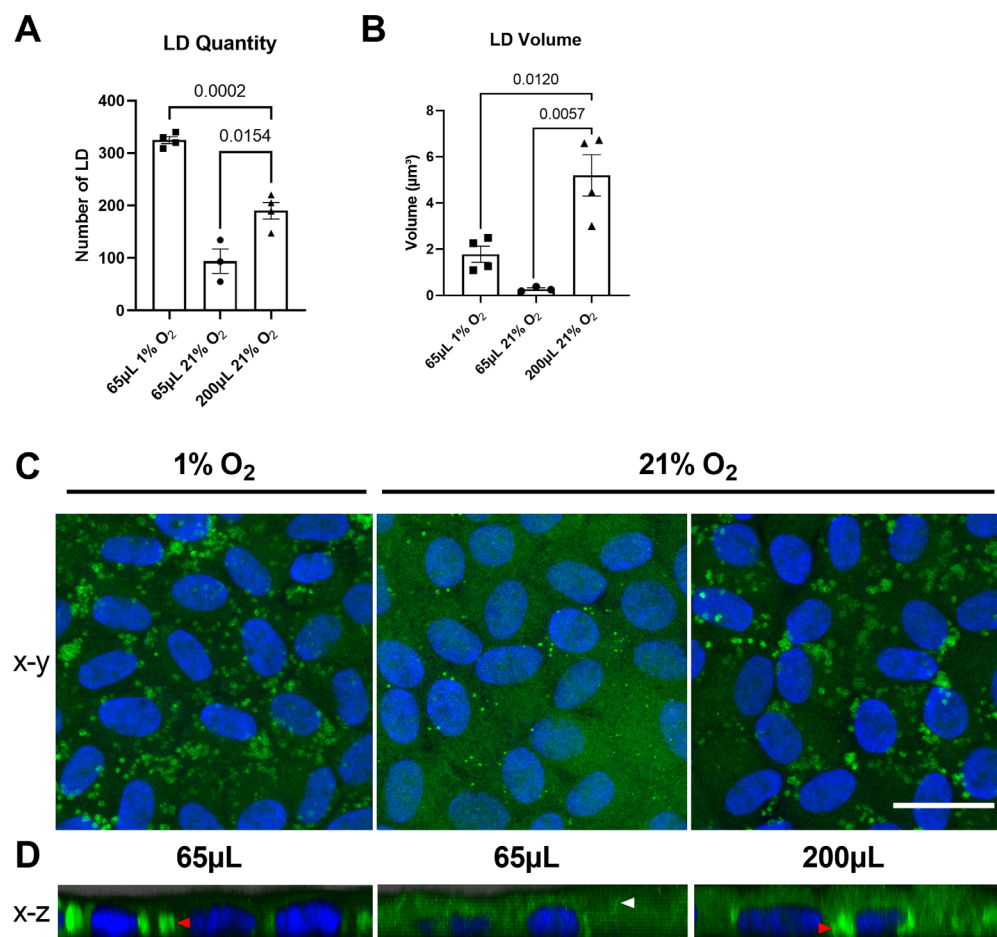 A
LD Quantity
0.0002
0.0154
Number of LD
400
300
200
100
0
65µL 1% O₂
65µL 21% O₂
200µL 21% O₂
B
LD Volume
0.0120
0.0057
Volume (µm³)
8
6
4
2
0
65µL 1% O₂
65µL 21% O₂
200µL 21% O₂
C
1% O₂
21% O₂
x-y
D
65µL
65µL
200µL
x-z